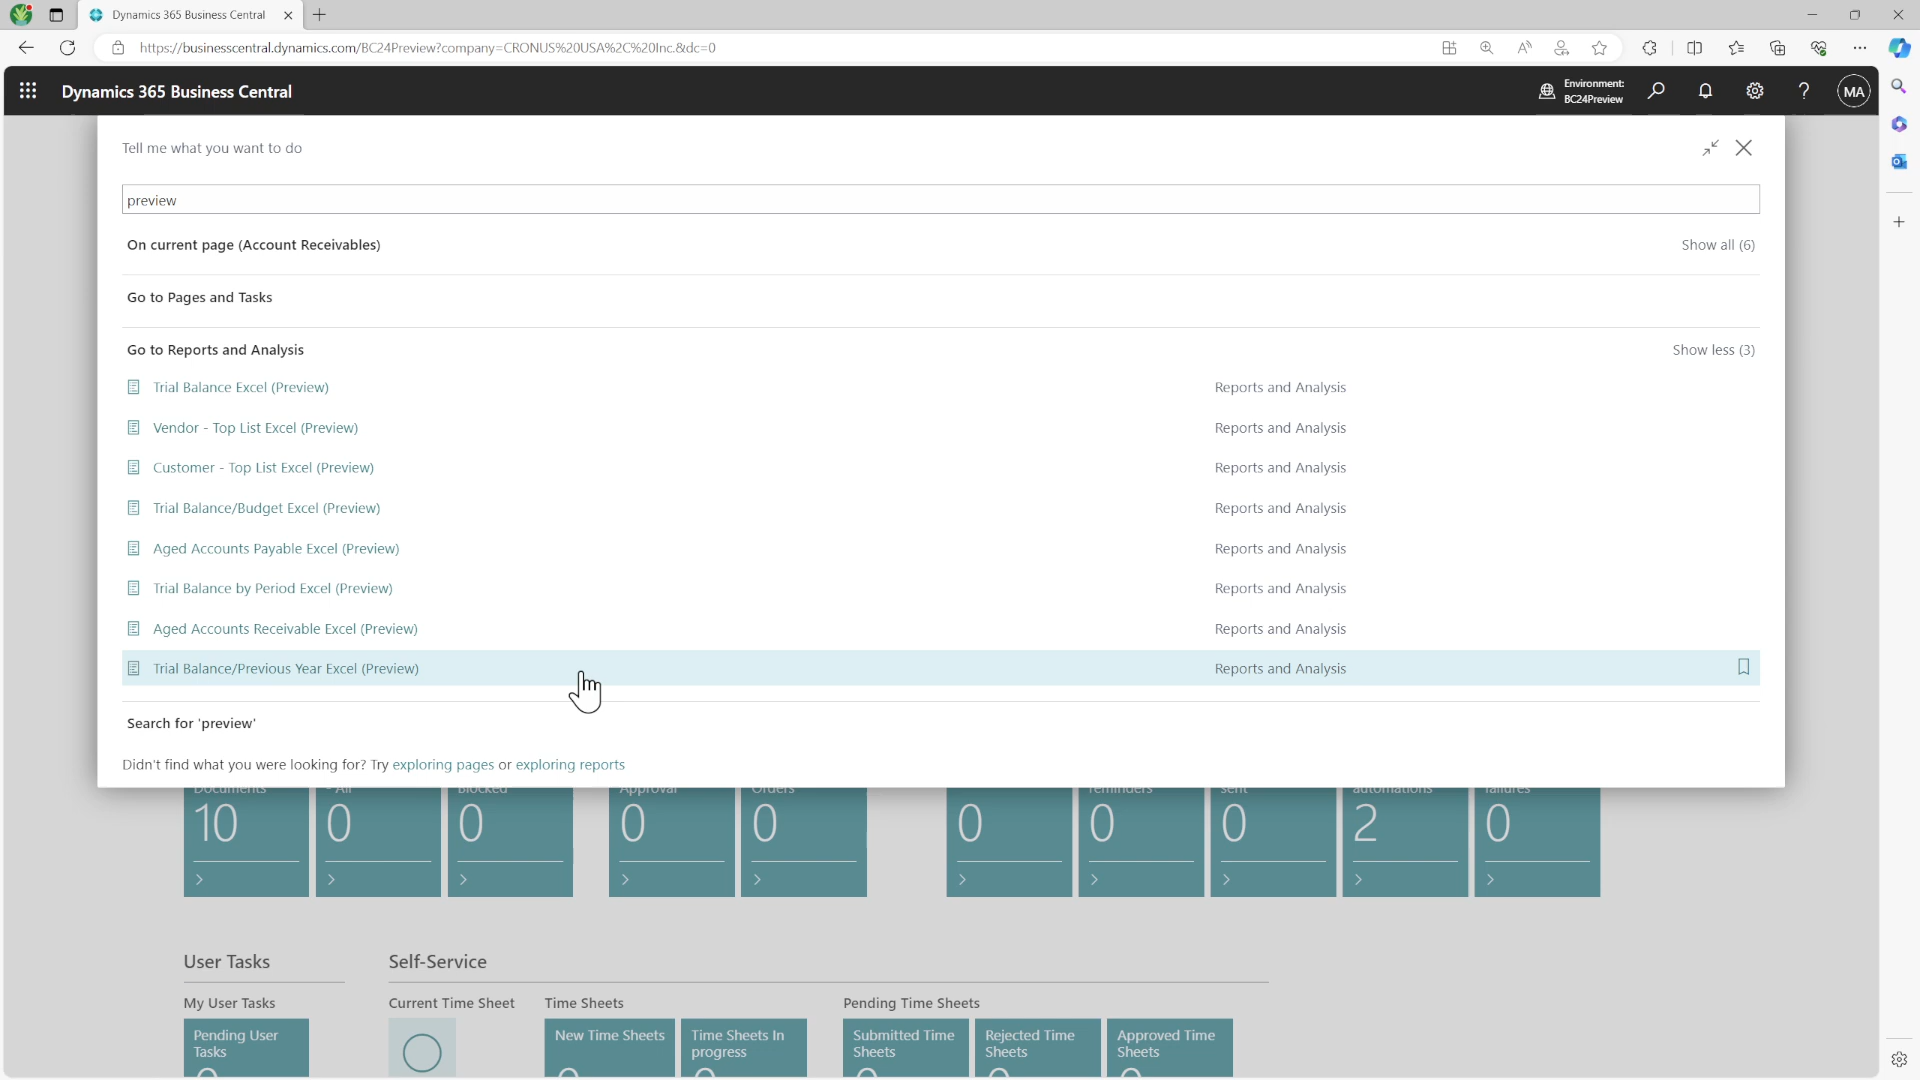 Dynamics 365 Business Central
https://businesscentral.dynamics.com/BC24Preview?company=CRONUS%20USA%2C%20Inc.&dc=0
Dynamics 365 Business Central
Environment:
BC24Preview
MA
Tell me what you want to do
preview
On current page (Account Receivables)
Show all (6)
Go to Pages and Tasks
Go to Reports and Analysis
Show less (3)
Trial Balance Excel (Preview) Reports and Analysis
Vendor - Top List Excel (Preview) Reports and Analysis
Customer - Top List Excel (Preview) Reports and Analysis
Trial Balance/Budget Excel (Preview) Reports and Analysis
Aged Accounts Payable Excel (Preview) Reports and Analysis
Trial Balance by Period Excel (Preview) Reports and Analysis
Aged Accounts Receivable Excel (Preview) Reports and Analysis
Trial Balance/Previous Year Excel (Preview) Reports and Analysis
Search for 'preview'
Didn't find what you were looking for? Try exploring pages or exploring reports
Documents - All Blocked Approval Orders reminders sent automations failures
10 0 0 0 0 0 0 0 2 0
User Tasks
Self-Service
My User Tasks
Current Time Sheet
Time Sheets
Pending Time Sheets
Pending User
Tasks
New Time Sheets
Time Sheets In
progress
Submitted Time
Sheets
Rejected Time
Sheets
Approved Time
Sheets